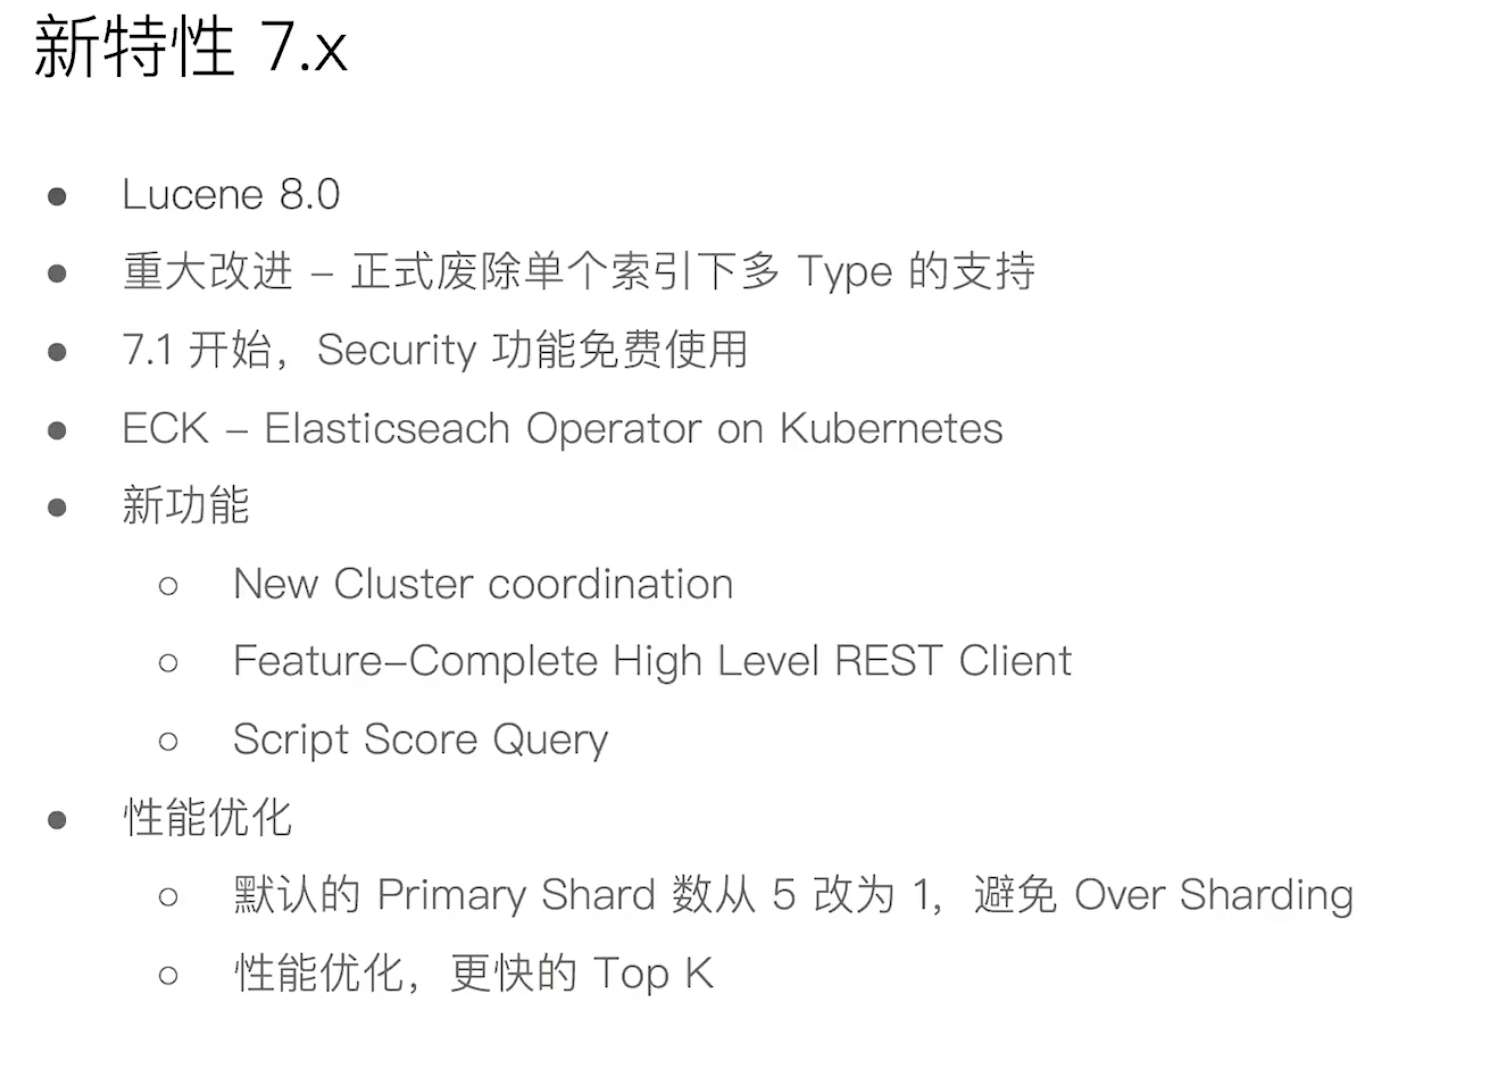 新特性 7.x
● Lucene 8.0
● 重大改进 – 正式废除单个索引下多 Type 的支持
● 7.1 开始，Security 功能免费使用
● ECK – Elasticseach Operator on Kubernetes
● 新功能
○ New Cluster coordination
○ Feature–Complete High Level REST Client
○ Script Score Query
● 性能优化
○ 默认的 Primary Shard 数从 5 改为 1，避免 Over Sharding
○ 性能优化，更快的 Top K